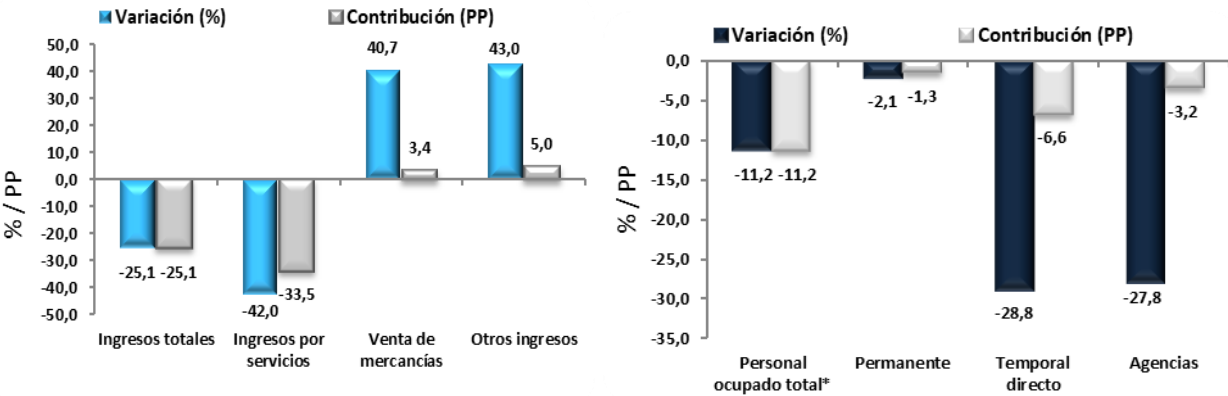 Variación (%) Contribución (PP)
% / PP
50,0
40,0
30,0
20,0
10,0
0,0
-10,0
-20,0
-30,0
-40,0
-50,0
-25,1 -25,1
-42,0 -33,5
40,7 3,4
43,0 5,0
Ingresos totales
Ingresos por
servicios
Venta de
mercancías
Otros ingresos
Variación (%) Contribución (PP)
% / PP
0,0
-5,0
-10,0
-15,0
-20,0
-25,0
-30,0
-35,0
-11,2 -11,2
-2,1 -1,3
-28,8 -6,6
-27,8 -3,2
Personal
ocupado total*
Permanente
Temporal
directo
Agencias